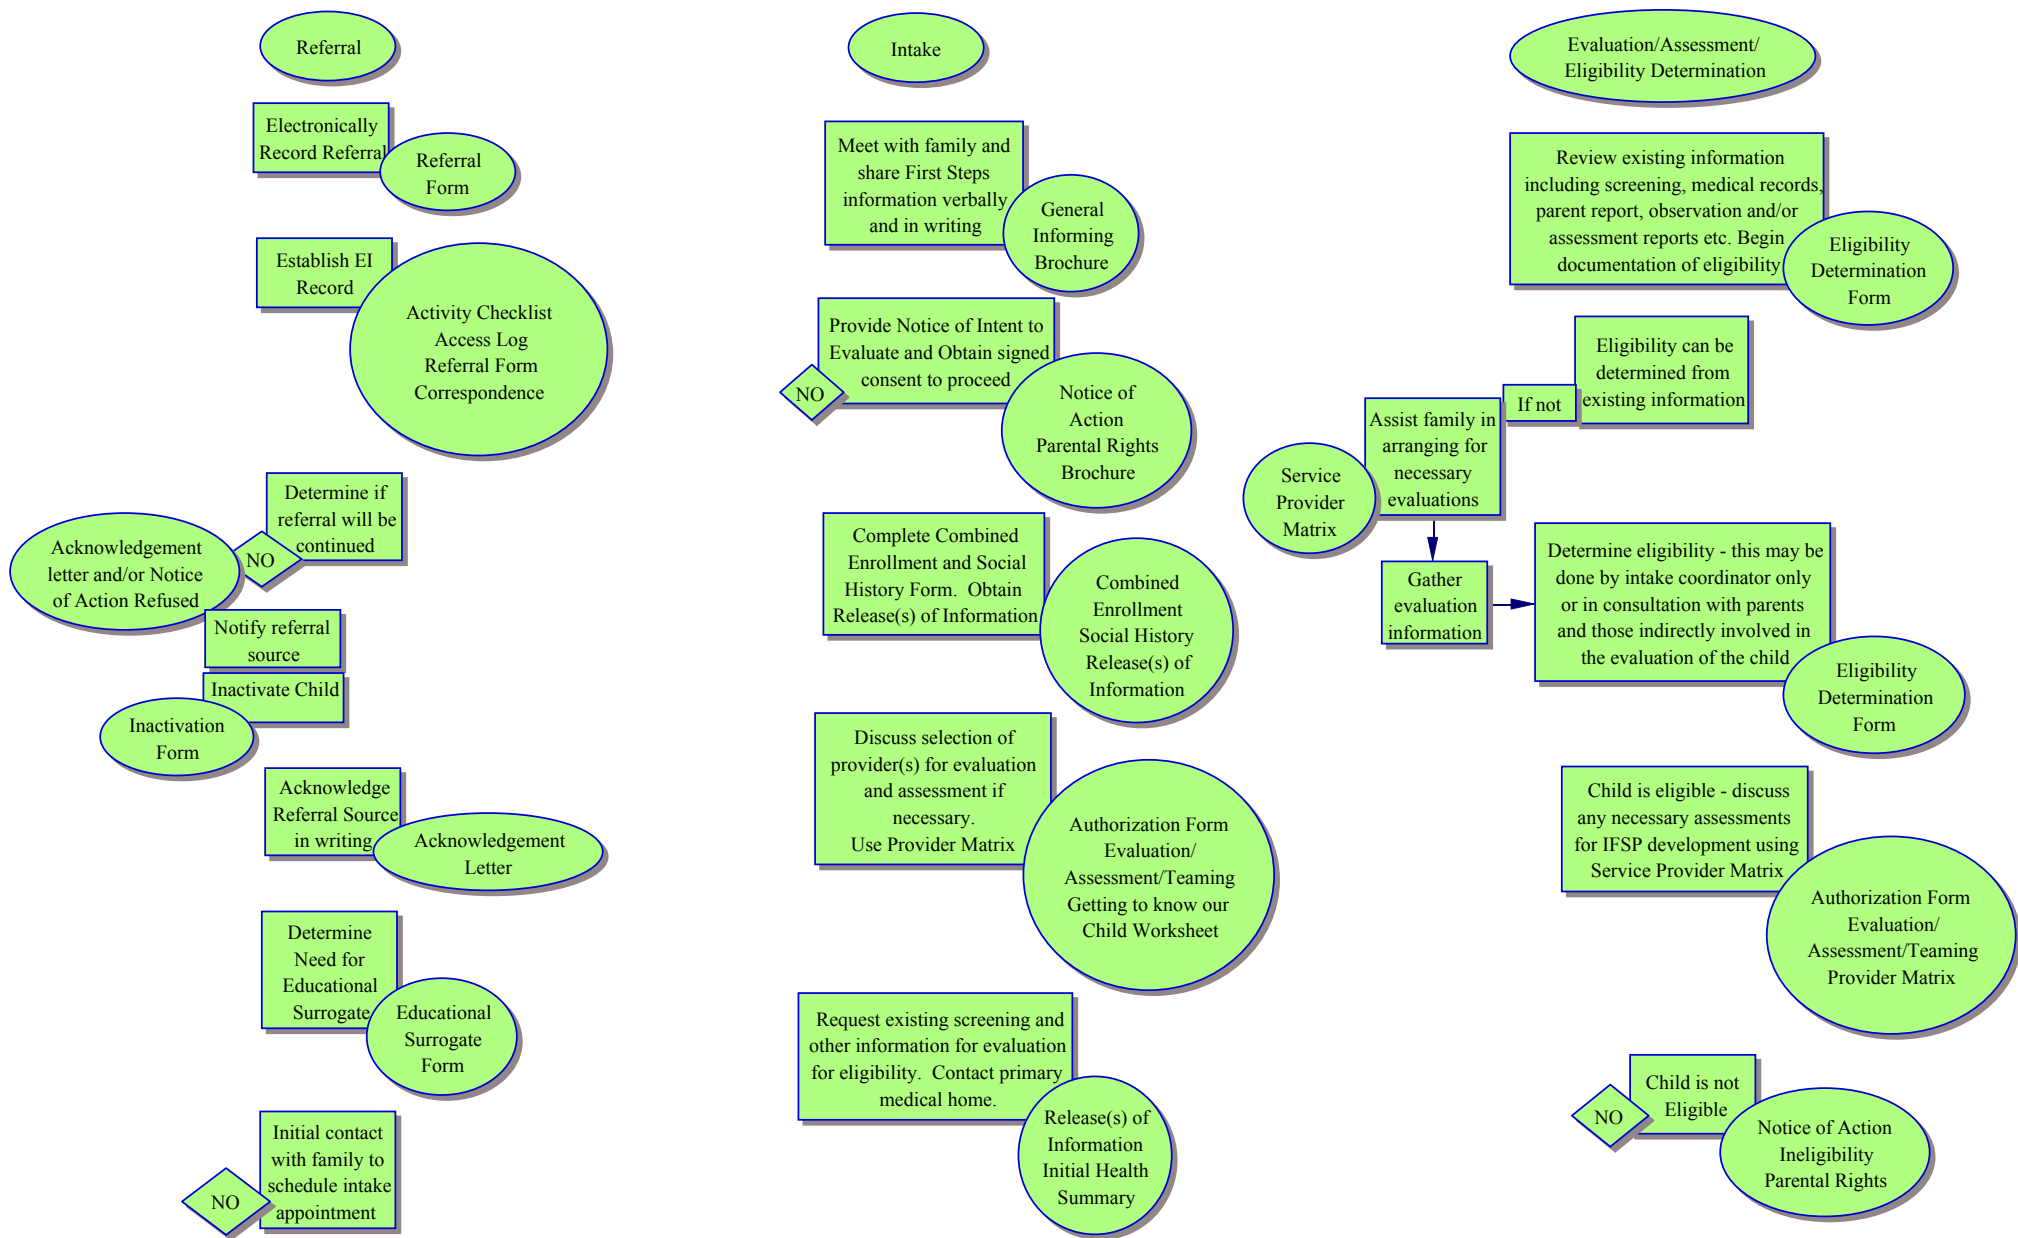 Referral
Electronically
Record Referral
Referral
Form
Establish EI
Record
Activity Checklist
Access Log
Referral Form
Correspondence
Determine if
referral will be
continued
NO
Acknowledgement
letter and/or Notice
of Action Refused
Notify referral
source
Inactivate Child
Inactivation
Form
Acknowledge
Referral Source
in writing
Acknowledgement
Letter
Determine
Need for
Educational
Surrogate
Educational
Surrogate
Form
Initial contact
with family to
schedule intake
appointment
NO
Intake
Meet with family and
share First Steps
information verbally
and in writing
General
Informing
Brochure
Provide Notice of Intent to
Evaluate and Obtain signed
consent to proceed
NO
Notice of
Action
Parental Rights
Brochure
Complete Combined
Enrollment and Social
History Form.  Obtain
Release(s) of Information
Combined
Enrollment
Social History
Release(s) of
Information
Discuss selection of
provider(s) for evaluation
and assessment if
necessary.
Use Provider Matrix
Authorization Form
Evaluation/
Assessment/Teaming
Getting to know our
Child Worksheet
Request existing screening and
other information for evaluation
for eligibility.  Contact primary
medical home.
Release(s) of
Information
Initial Health
Summary
Evaluation/Assessment/
Eligibility Determination
Review existing information
including screening, medical records,
parent report, observation and/or
assessment reports etc. Begin
documentation of eligibility
Eligibility
Determination
Form
Eligibility can be
determined from
existing information
If not
Assist family in
arranging for
necessary
evaluations
Service
Provider
Matrix
Gather
evaluation
information
Determine eligibility - this may be
done by intake coordinator only
or in consultation with parents
and those indirectly involved in
the evaluation of the child
Eligibility
Determination
Form
Child is eligible - discuss
any necessary assessments
for IFSP development using
Service Provider Matrix
Authorization Form
Evaluation/
Assessment/Teaming
Provider Matrix
Child is not
Eligible
NO
Notice of Action
Ineligibility
Parental Rights